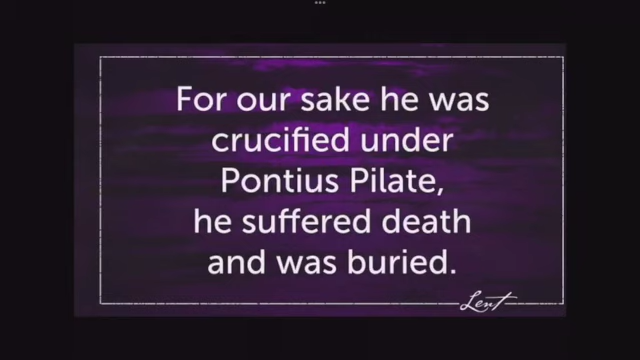 For our sake he was
crucified under
Pontius Pilate,
he suffered death
and was buried.
Lent